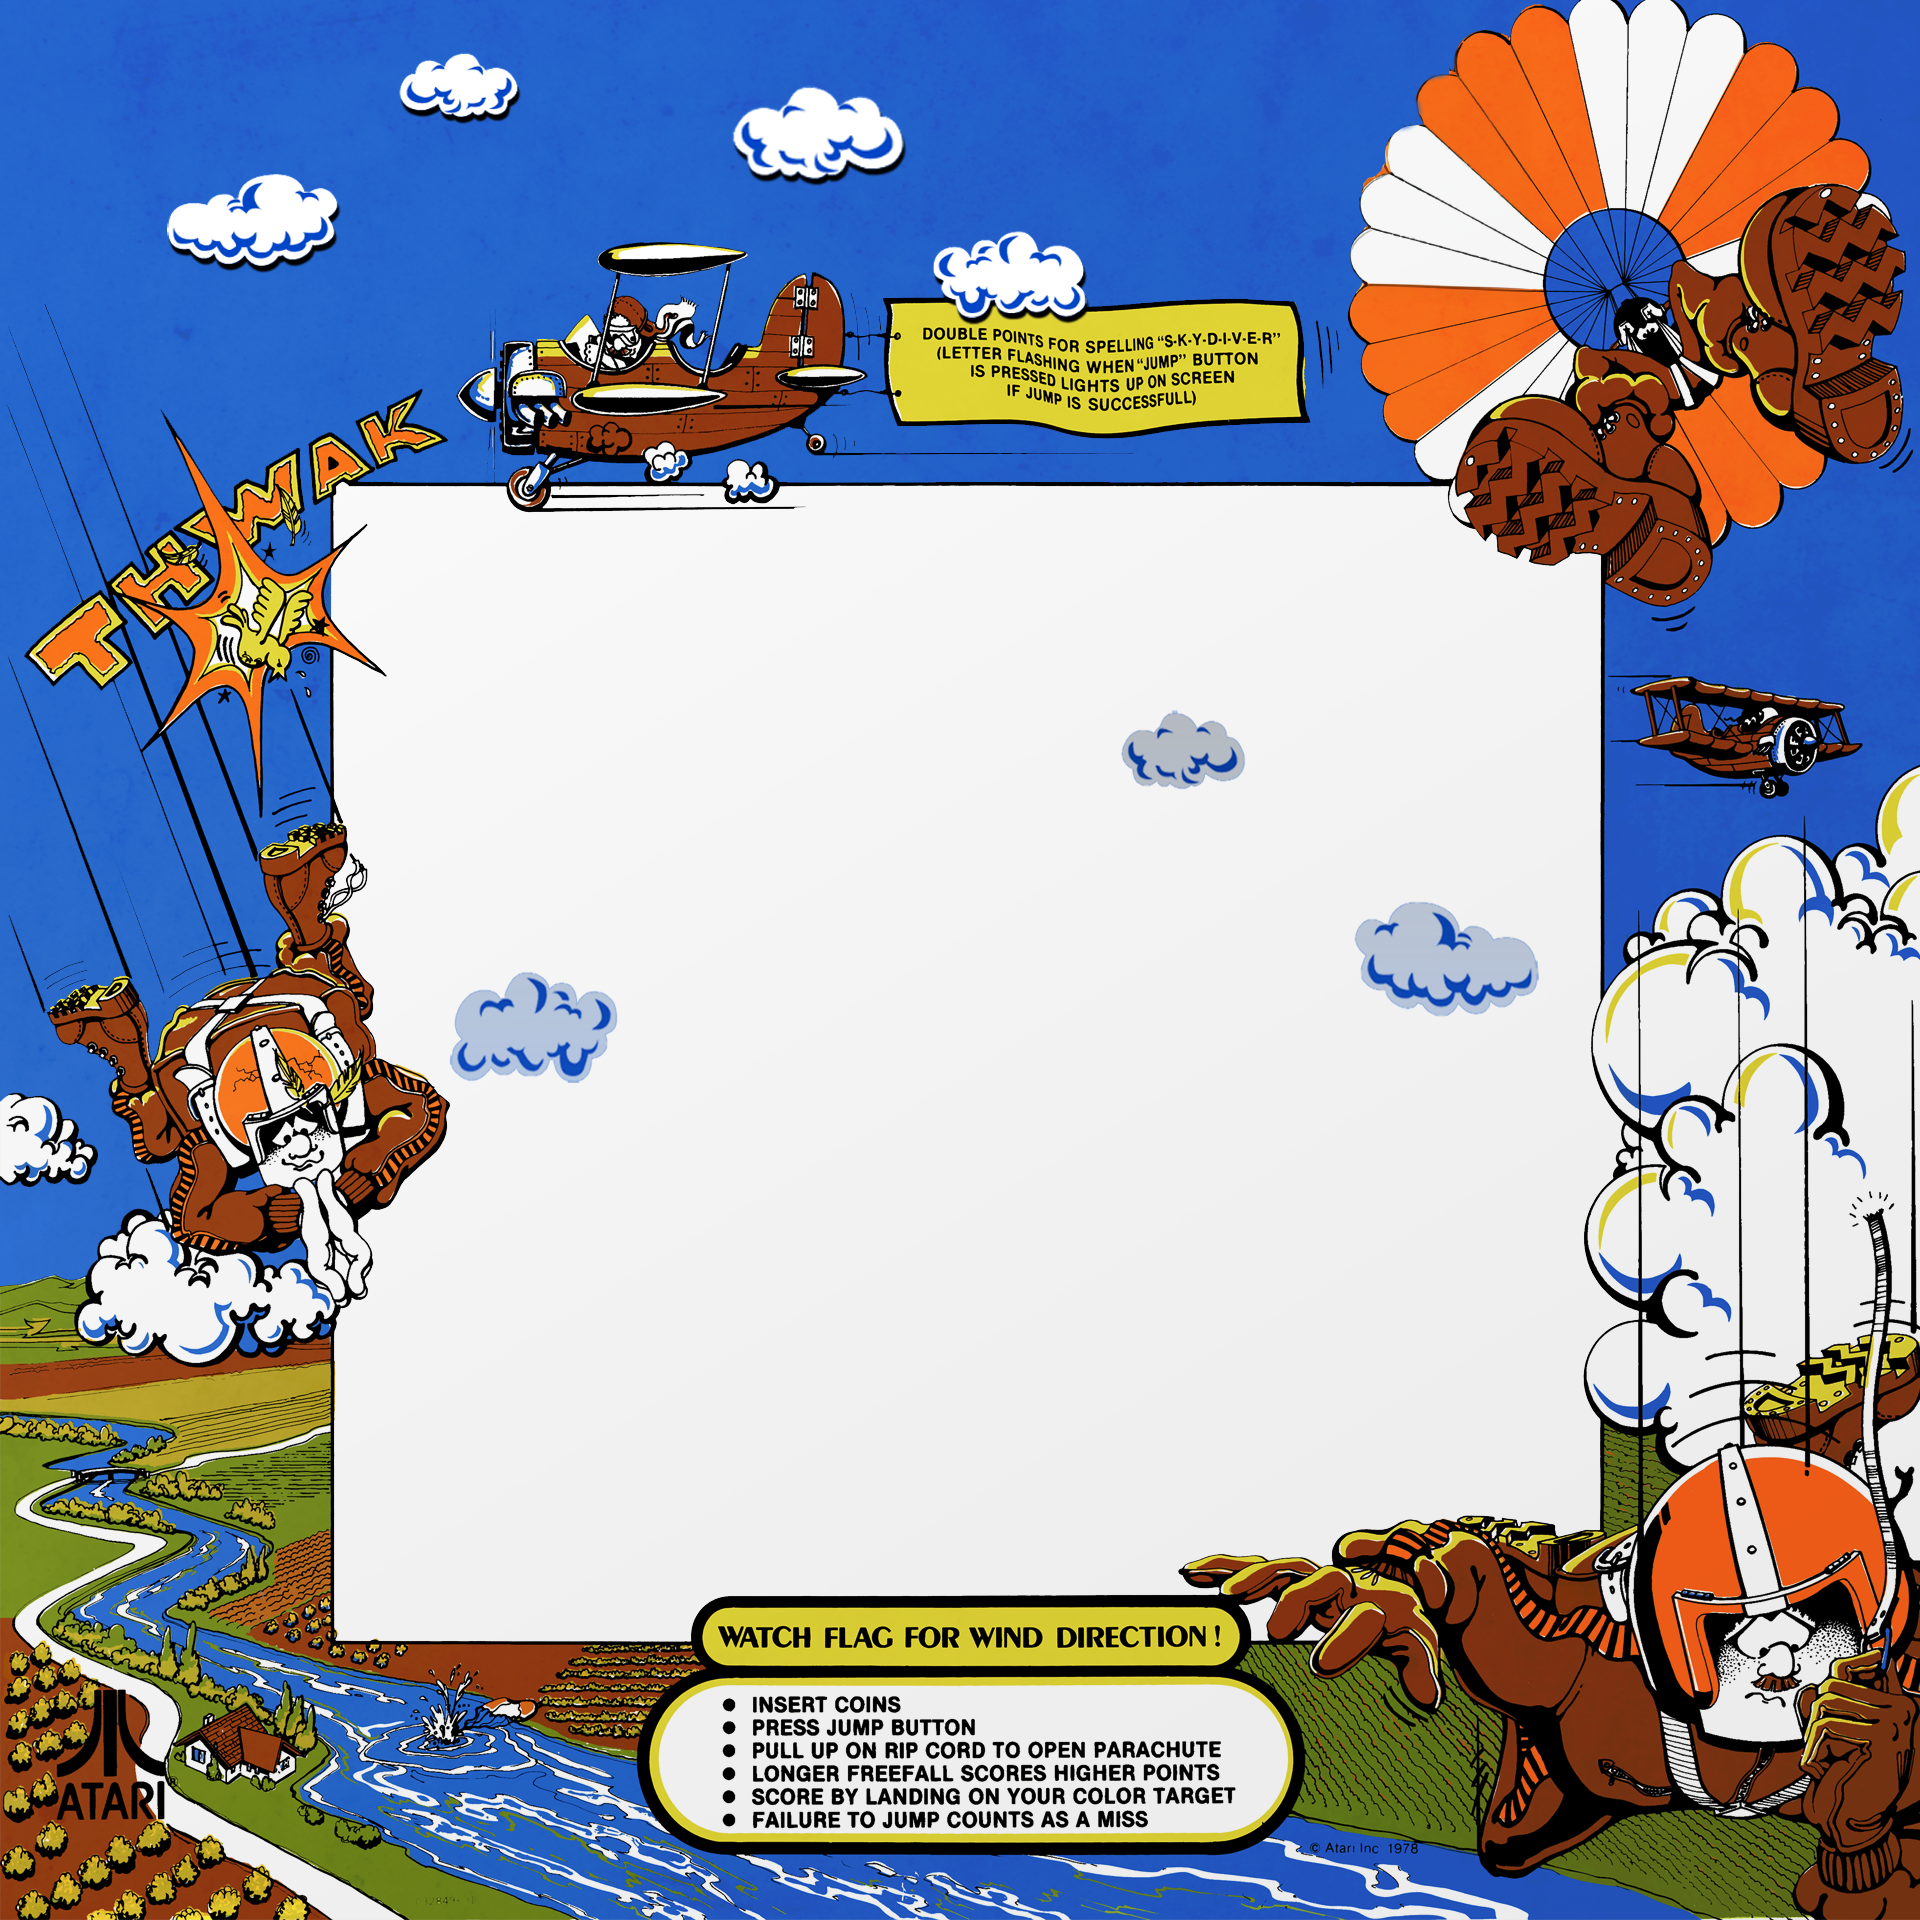 DOUBLE POINTS FOR SPELLING “S-K-Y-D-I-V-E-R”
(LETTER FLASHING WHEN “JUMP” BUTTON
IS PRESSED LIGHTS UP ON SCREEN
IF JUMP IS SUCCESSFULL)
THWAK
WATCH FLAG FOR WIND DIRECTION!
● INSERT COINS
● PRESS JUMP BUTTON
● PULL UP ON RIP CORD TO OPEN PARACHUTE
● LONGER FREEFALL SCORES HIGHER POINTS
● SCORE BY LANDING ON YOUR COLOR TARGET
● FAILURE TO JUMP COUNTS AS A MISS
ATARI®
© Atari Inc 1978